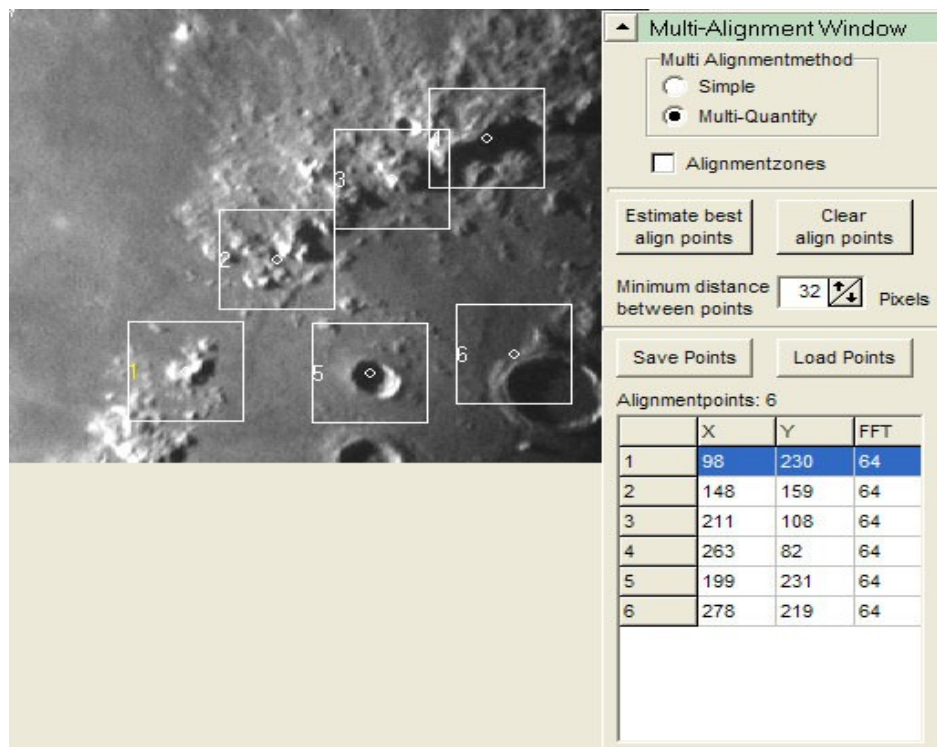 Multi-Alignment Window
Multi Alignmentmethod
Simple
Multi-Quantity
Alignmentzones
Estimate best
align points
Clear
align points
Minimum distance
between points
32
Pixels
Save Points
Load Points
Alignmentpoints: 6
X Y FFT
1 98 230 64
2 148 159 64
3 211 108 64
4 263 82 64
5 199 231 64
6 278 219 64
4
3
2
1
5
6